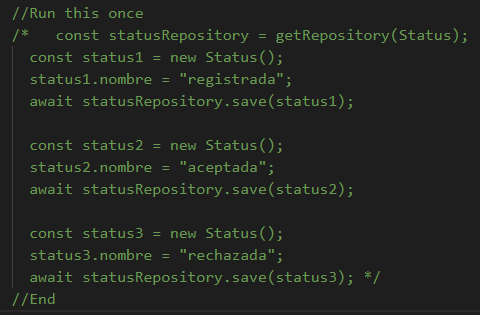 //Run this once
/*   const statusRepository = getRepository(Status);
  const status1 = new Status();
  status1.nombre = "registrada";
  await statusRepository.save(status1);

  const status2 = new Status();
  status2.nombre = "aceptada";
  await statusRepository.save(status2);

  const status3 = new Status();
  status3.nombre = "rechazada";
  await statusRepository.save(status3); */
//End